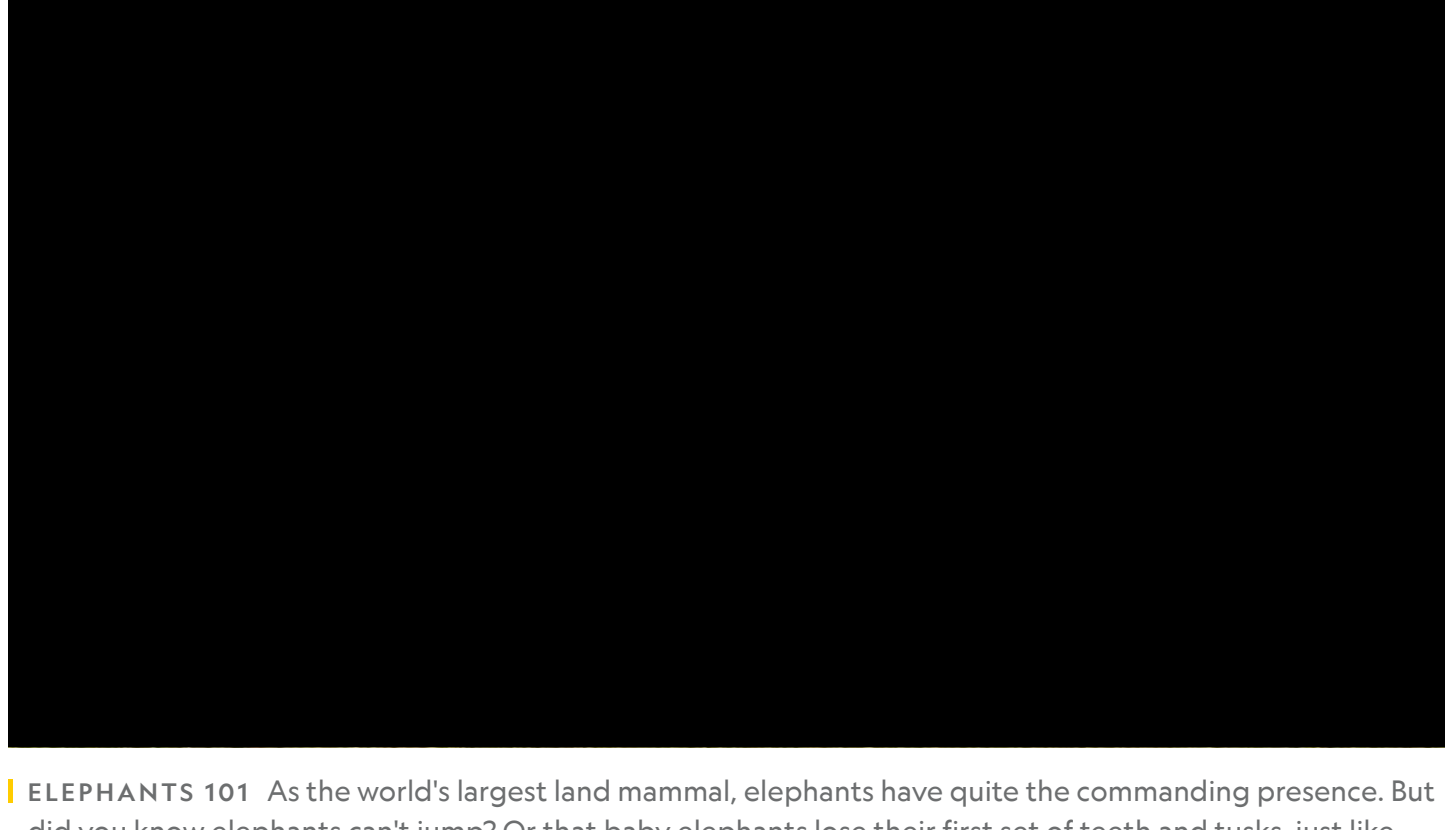 ELEPHANTS 101 As the world's largest land mammal, elephants have quite the commanding presence. But
did you know elephants can't jump? Or that baby elephants lose their first set of teeth and tusks, just like